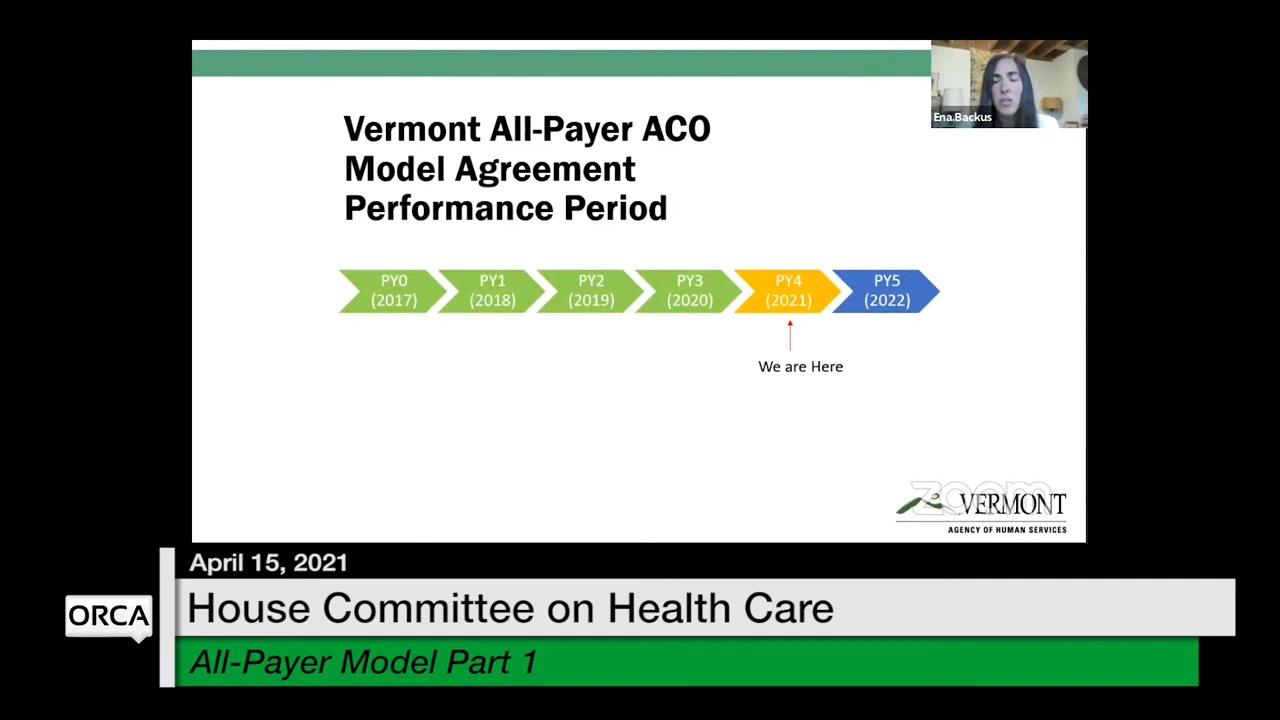 Ena.Backus
Vermont All-Payer ACO
Model Agreement
Performance Period
PY0
(2017)
PY1
(2018)
PY2
(2019)
PY3
(2020)
PY4
(2021)
PY5
(2022)
We are Here
zoom
VERMONT
AGENCY OF HUMAN SERVICES
April 15, 2021
ORCA
House Committee on Health Care
All-Payer Model Part 1